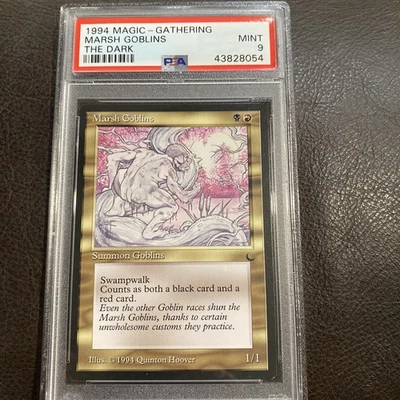 1994 MAGIC - GATHERING
MARSH GOBLINS
MINT
THE DARK
9
PSA
43828054
Marsh Goblins
Summon Goblins
Swampwalk
Counts as both a black card and a
red card.
Even the other Goblin races shun the
Marsh Goblins, thanks to certain
unwholesome customs they practice.
Illus. © 1994 Quinton Hoover
1/1